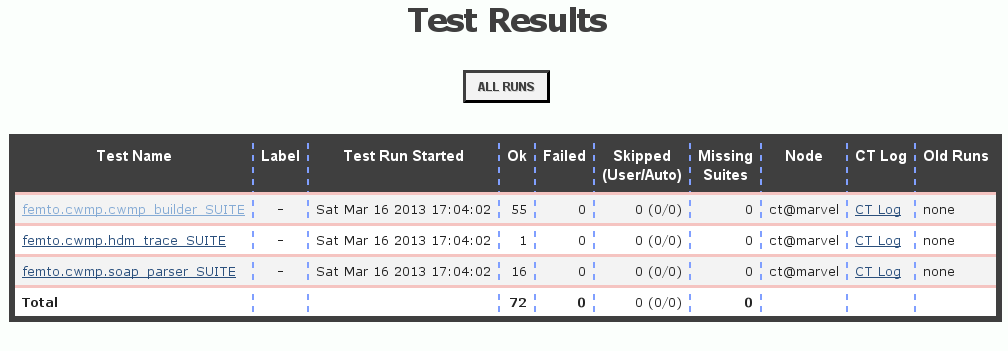 Test Results
ALL RUNS
Test Name Label Test Run Started Ok Failed Skipped (User/Auto) Missing Suites Node CT Log Old Runs
femto.cwmp.cwmp_builder_SUITE - Sat Mar 16 2013 17:04:02 55 0 0 (0/0) 0 ct@marvel CT Log none
femto.cwmp.hdm_trace_SUITE - Sat Mar 16 2013 17:04:02 1 0 0 (0/0) 0 ct@marvel CT Log none
femto.cwmp.soap_parser_SUITE - Sat Mar 16 2013 17:04:02 16 0 0 (0/0) 0 ct@marvel CT Log none
Total 72 0 0 (0/0) 0